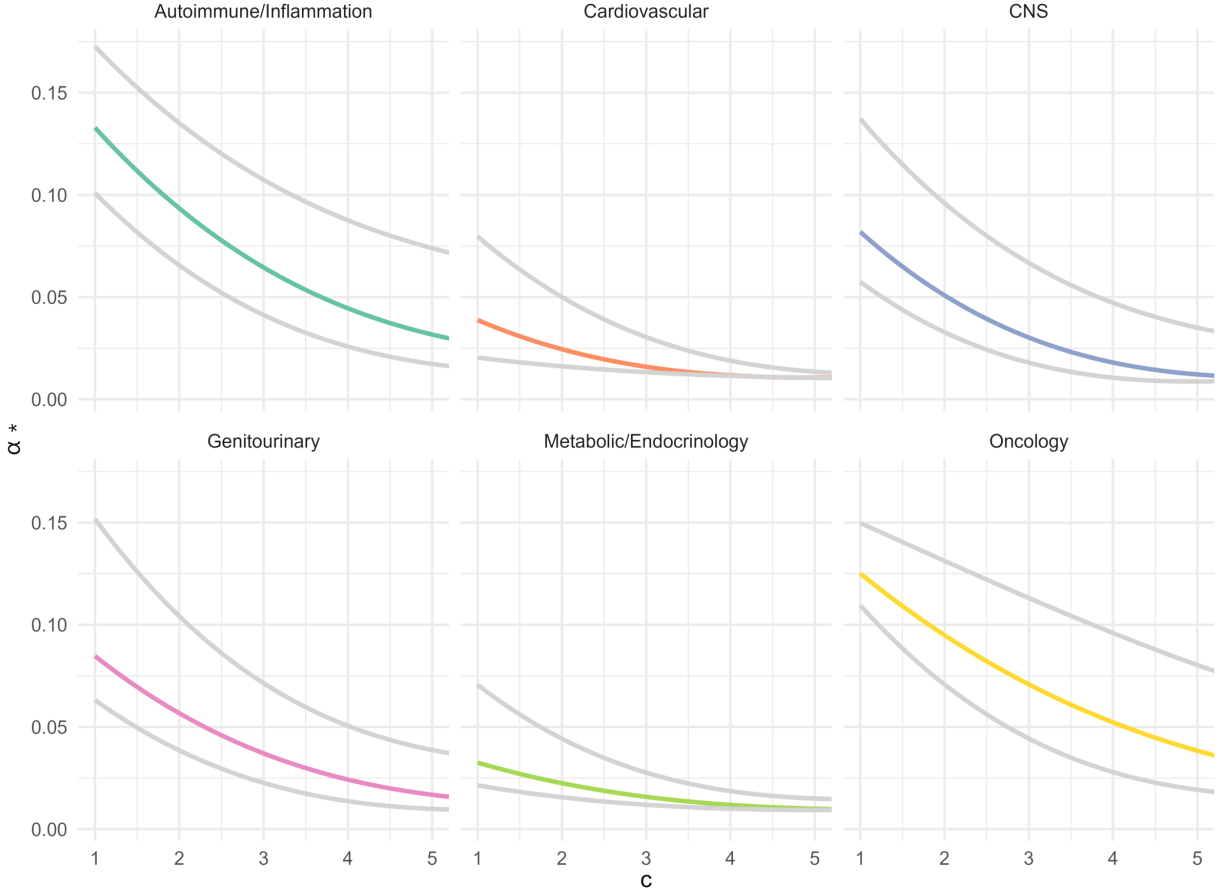 Autoimmune/Inflammation Cardiovascular CNS
0.15
0.10
0.05
0.00
α *
Genitourinary Metabolic/Endocrinology Oncology
0.15
0.10
0.05
0.00
1 2 3 4 5 1 2 3 4 5 1 2 3 4 5
c